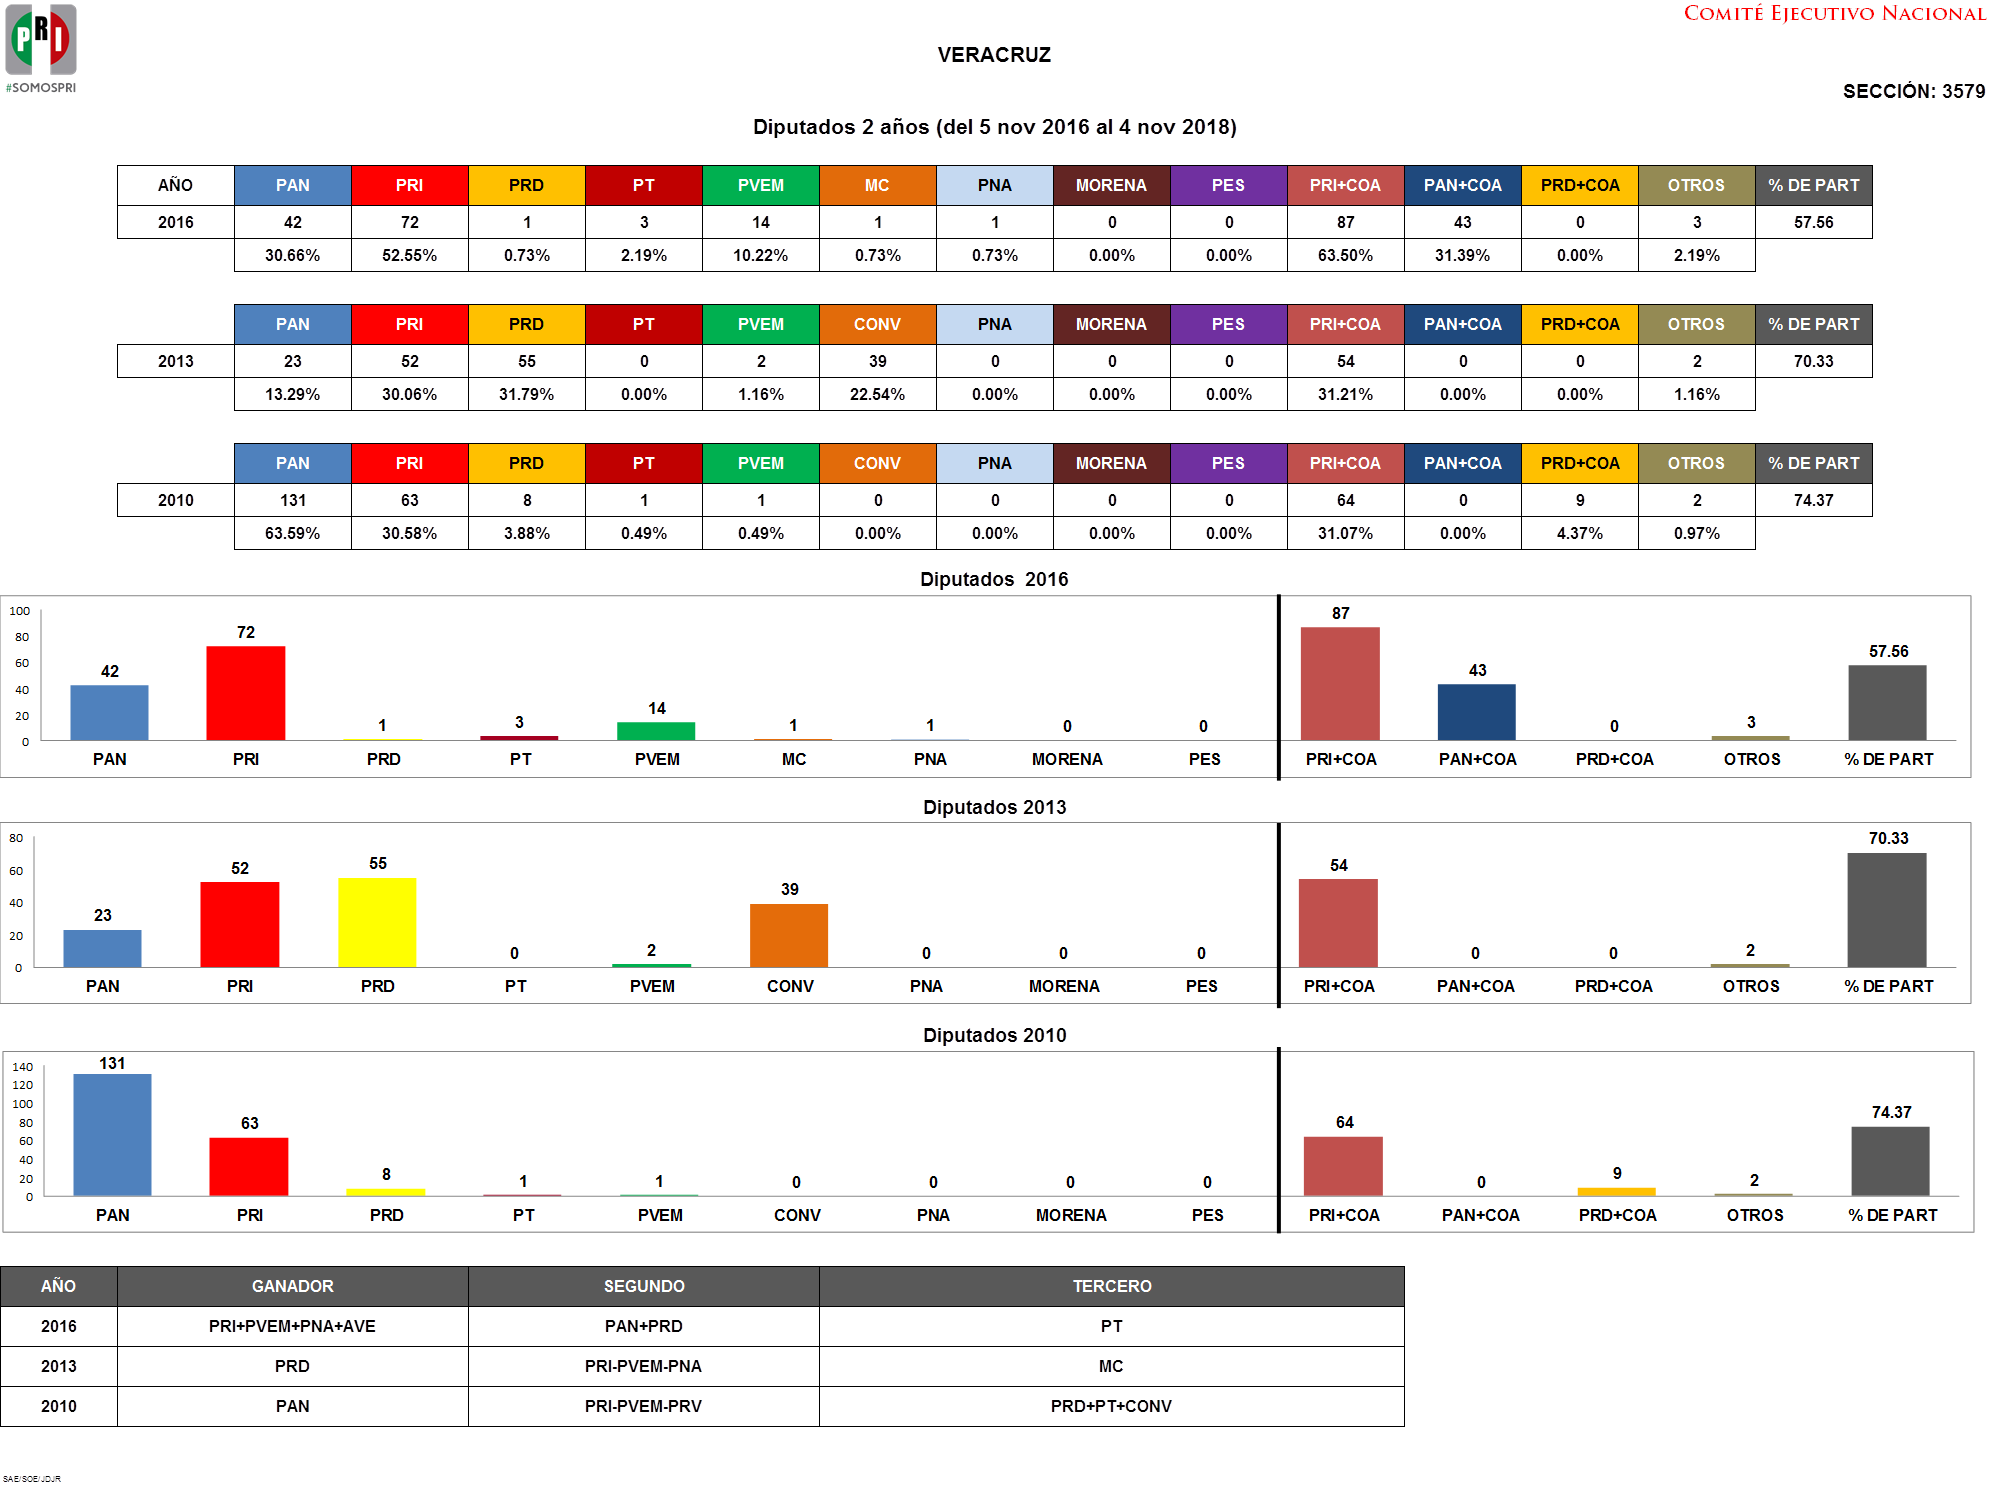 PRI
#SOMOSPRI
COMITÉ EJECUTIVO NACIONAL
VERACRUZ
SECCIÓN: 3579
Diputados 2 años (del 5 nov 2016 al 4 nov 2018)
AÑO PAN PRI PRD PT PVEM MC PNA MORENA PES PRI+COA PAN+COA PRD+COA OTROS % DE PART
2016 42 72 1 3 14 1 1 0 0 87 43 0 3 57.56
30.66% 52.55% 0.73% 2.19% 10.22% 0.73% 0.73% 0.00% 0.00% 63.50% 31.39% 0.00% 2.19%
PAN PRI PRD PT PVEM CONV PNA MORENA PES PRI+COA PAN+COA PRD+COA OTROS % DE PART
2013 23 52 55 0 2 39 0 0 0 54 0 0 2 70.33
13.29% 30.06% 31.79% 0.00% 1.16% 22.54% 0.00% 0.00% 0.00% 31.21% 0.00% 0.00% 1.16%
PAN PRI PRD PT PVEM CONV PNA MORENA PES PRI+COA PAN+COA PRD+COA OTROS % DE PART
2010 131 63 8 1 1 0 0 0 0 64 0 9 2 74.37
63.59% 30.58% 3.88% 0.49% 0.49% 0.00% 0.00% 0.00% 0.00% 31.07% 0.00% 4.37% 0.97%
Diputados 2016
100
80
60
40
20
0
42 72 1 3 14 1 1 0 0 87 43 0 3 57.56
PAN PRI PRD PT PVEM MC PNA MORENA PES PRI+COA PAN+COA PRD+COA OTROS % DE PART
Diputados 2013
80
60
40
20
0
23 52 55 0 2 39 0 0 0 54 0 0 2 70.33
PAN PRI PRD PT PVEM CONV PNA MORENA PES PRI+COA PAN+COA PRD+COA OTROS % DE PART
Diputados 2010
140
120
100
80
60
40
20
0
131 63 8 1 1 0 0 0 0 64 0 9 2 74.37
PAN PRI PRD PT PVEM CONV PNA MORENA PES PRI+COA PAN+COA PRD+COA OTROS % DE PART
AÑO GANADOR SEGUNDO TERCERO
2016 PRI+PVEM+PNA+AVE PAN+PRD PT
2013 PRD PRI-PVEM-PNA MC
2010 PAN PRI-PVEM-PRV PRD+PT+CONV
SAE/SOE/JDJR